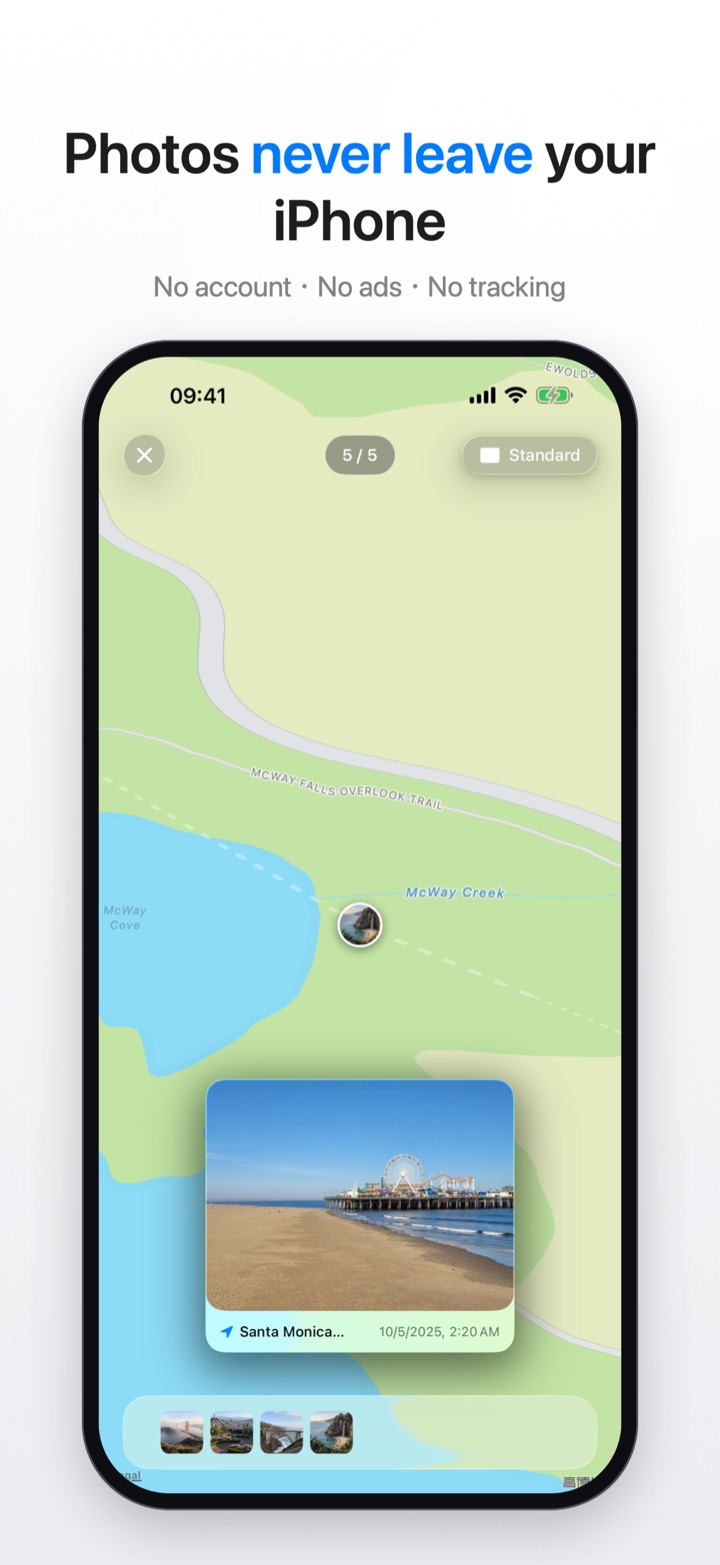 Photos never leave your
iPhone
No account · No ads · No tracking
09:41
5 / 5
Standard
MCWAY FALLS OVERLOOK TRAIL
McWay Creek
McWay
Cove
Santa Monica...
10/5/2025, 2:20 AM